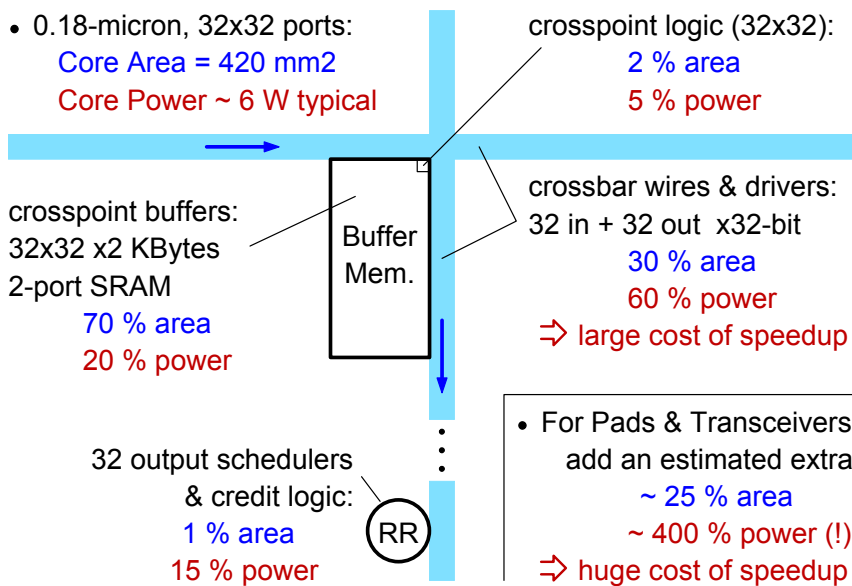 • 0.18-micron, 32x32 ports:
Core Area = 420 mm2
Core Power ~ 6 W typical
crosspoint logic (32x32):
2 % area
5 % power
crosspoint buffers:
32x32 x2 KBytes
2-port SRAM
70 % area
20 % power
Buffer
Mem.
crossbar wires & drivers:
32 in + 32 out x32-bit
30 % area
60 % power
⇒ large cost of speedup
32 output schedulers
& credit logic:
1 % area
15 % power
RR
• For Pads & Transceivers
add an estimated extra
~ 25 % area
~ 400 % power (!)
⇒ huge cost of speedup